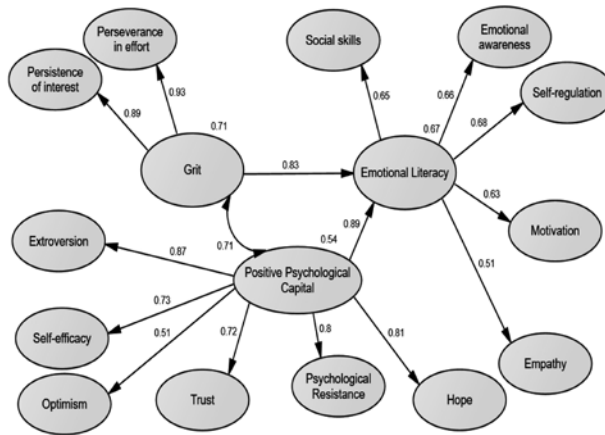 Perseverance
in effort
Social skills
Emotional
awareness
Persistence
of interest
Self-regulation
0.93
0.89
0.65
0.66
0.68
0.71
0.67
Grit
0.83
Emotional Literacy
0.63
0.89
0.51
Extroversion
0.87
0.71
0.54
Motivation
Positive Psychological
Capital
Self-efficacy
0.73
0.51
0.72
0.8
0.81
Optimism
Trust
Psychological
Resistance
Hope
Empathy